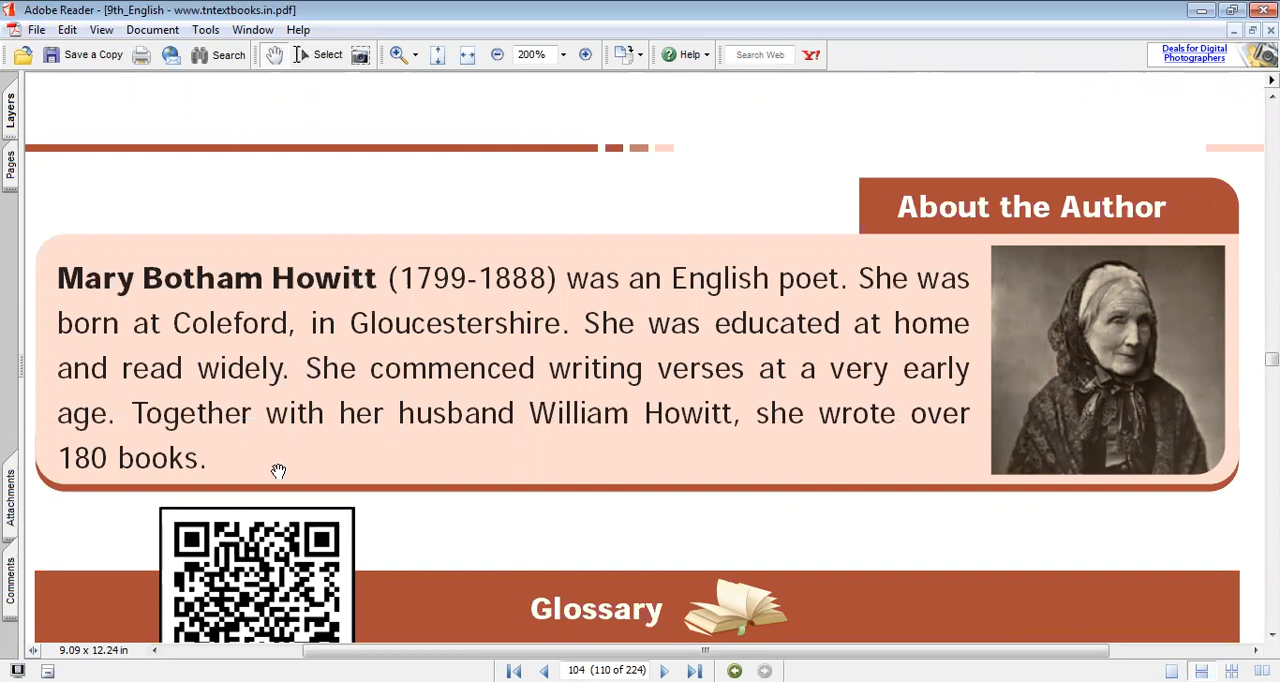 Adobe Reader - [9th_English - www.tntextbooks.in.pdf]
File Edit View Document Tools Window Help
Save a Copy Search Select 200% Help Search Web Y! Deals for Digital Photographers
Layers
Pages
Attachments
Comments
About the Author
Mary Botham Howitt (1799-1888) was an English poet. She was
born at Coleford, in Gloucestershire. She was educated at home
and read widely. She commenced writing verses at a very early
age. Together with her husband William Howitt, she wrote over
180 books.
Glossary
9.09 x 12.24 in
104 (110 of 224)